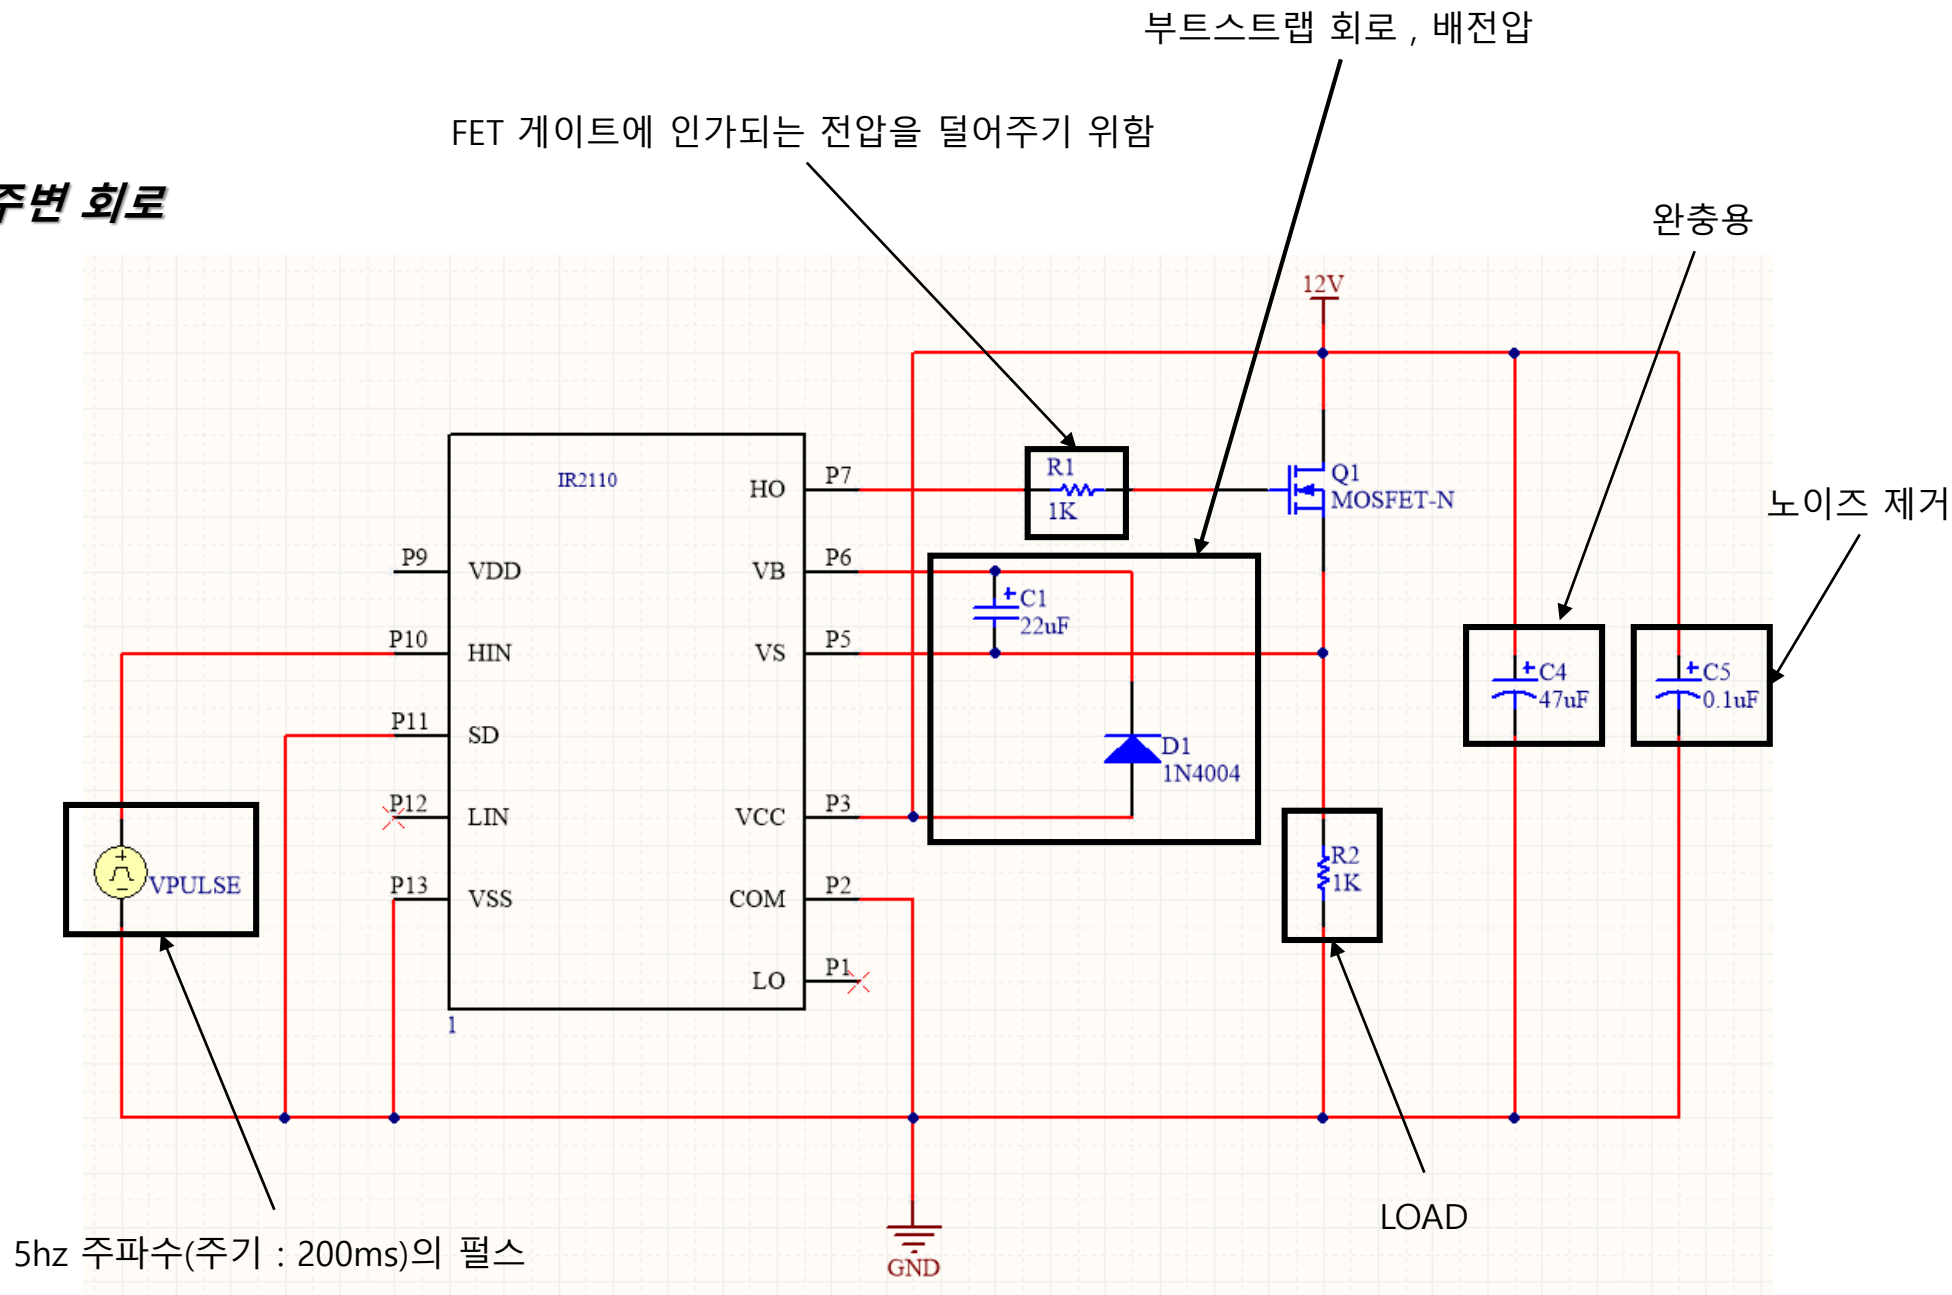 부트스트랩 회로 , 배전압
FET 게이트에 인가되는 전압을 덜어주기 위함
주변 회로
완충용
12V
노이즈 제거
IR2110
R1
1K
Q1
MOSFET-N
HO
P7
P9
VDD
VB
P6
C1
22uF
P10
HIN
VS
P5
C4
47uF
C5
0.1uF
P11
SD
D1
1N4004
P12
LIN
VCC
P3
VPULSE
R2
1K
P13
VSS
COM
P2
LO
P1
1
LOAD
5hz 주파수(주기 : 200ms)의 펄스
GND